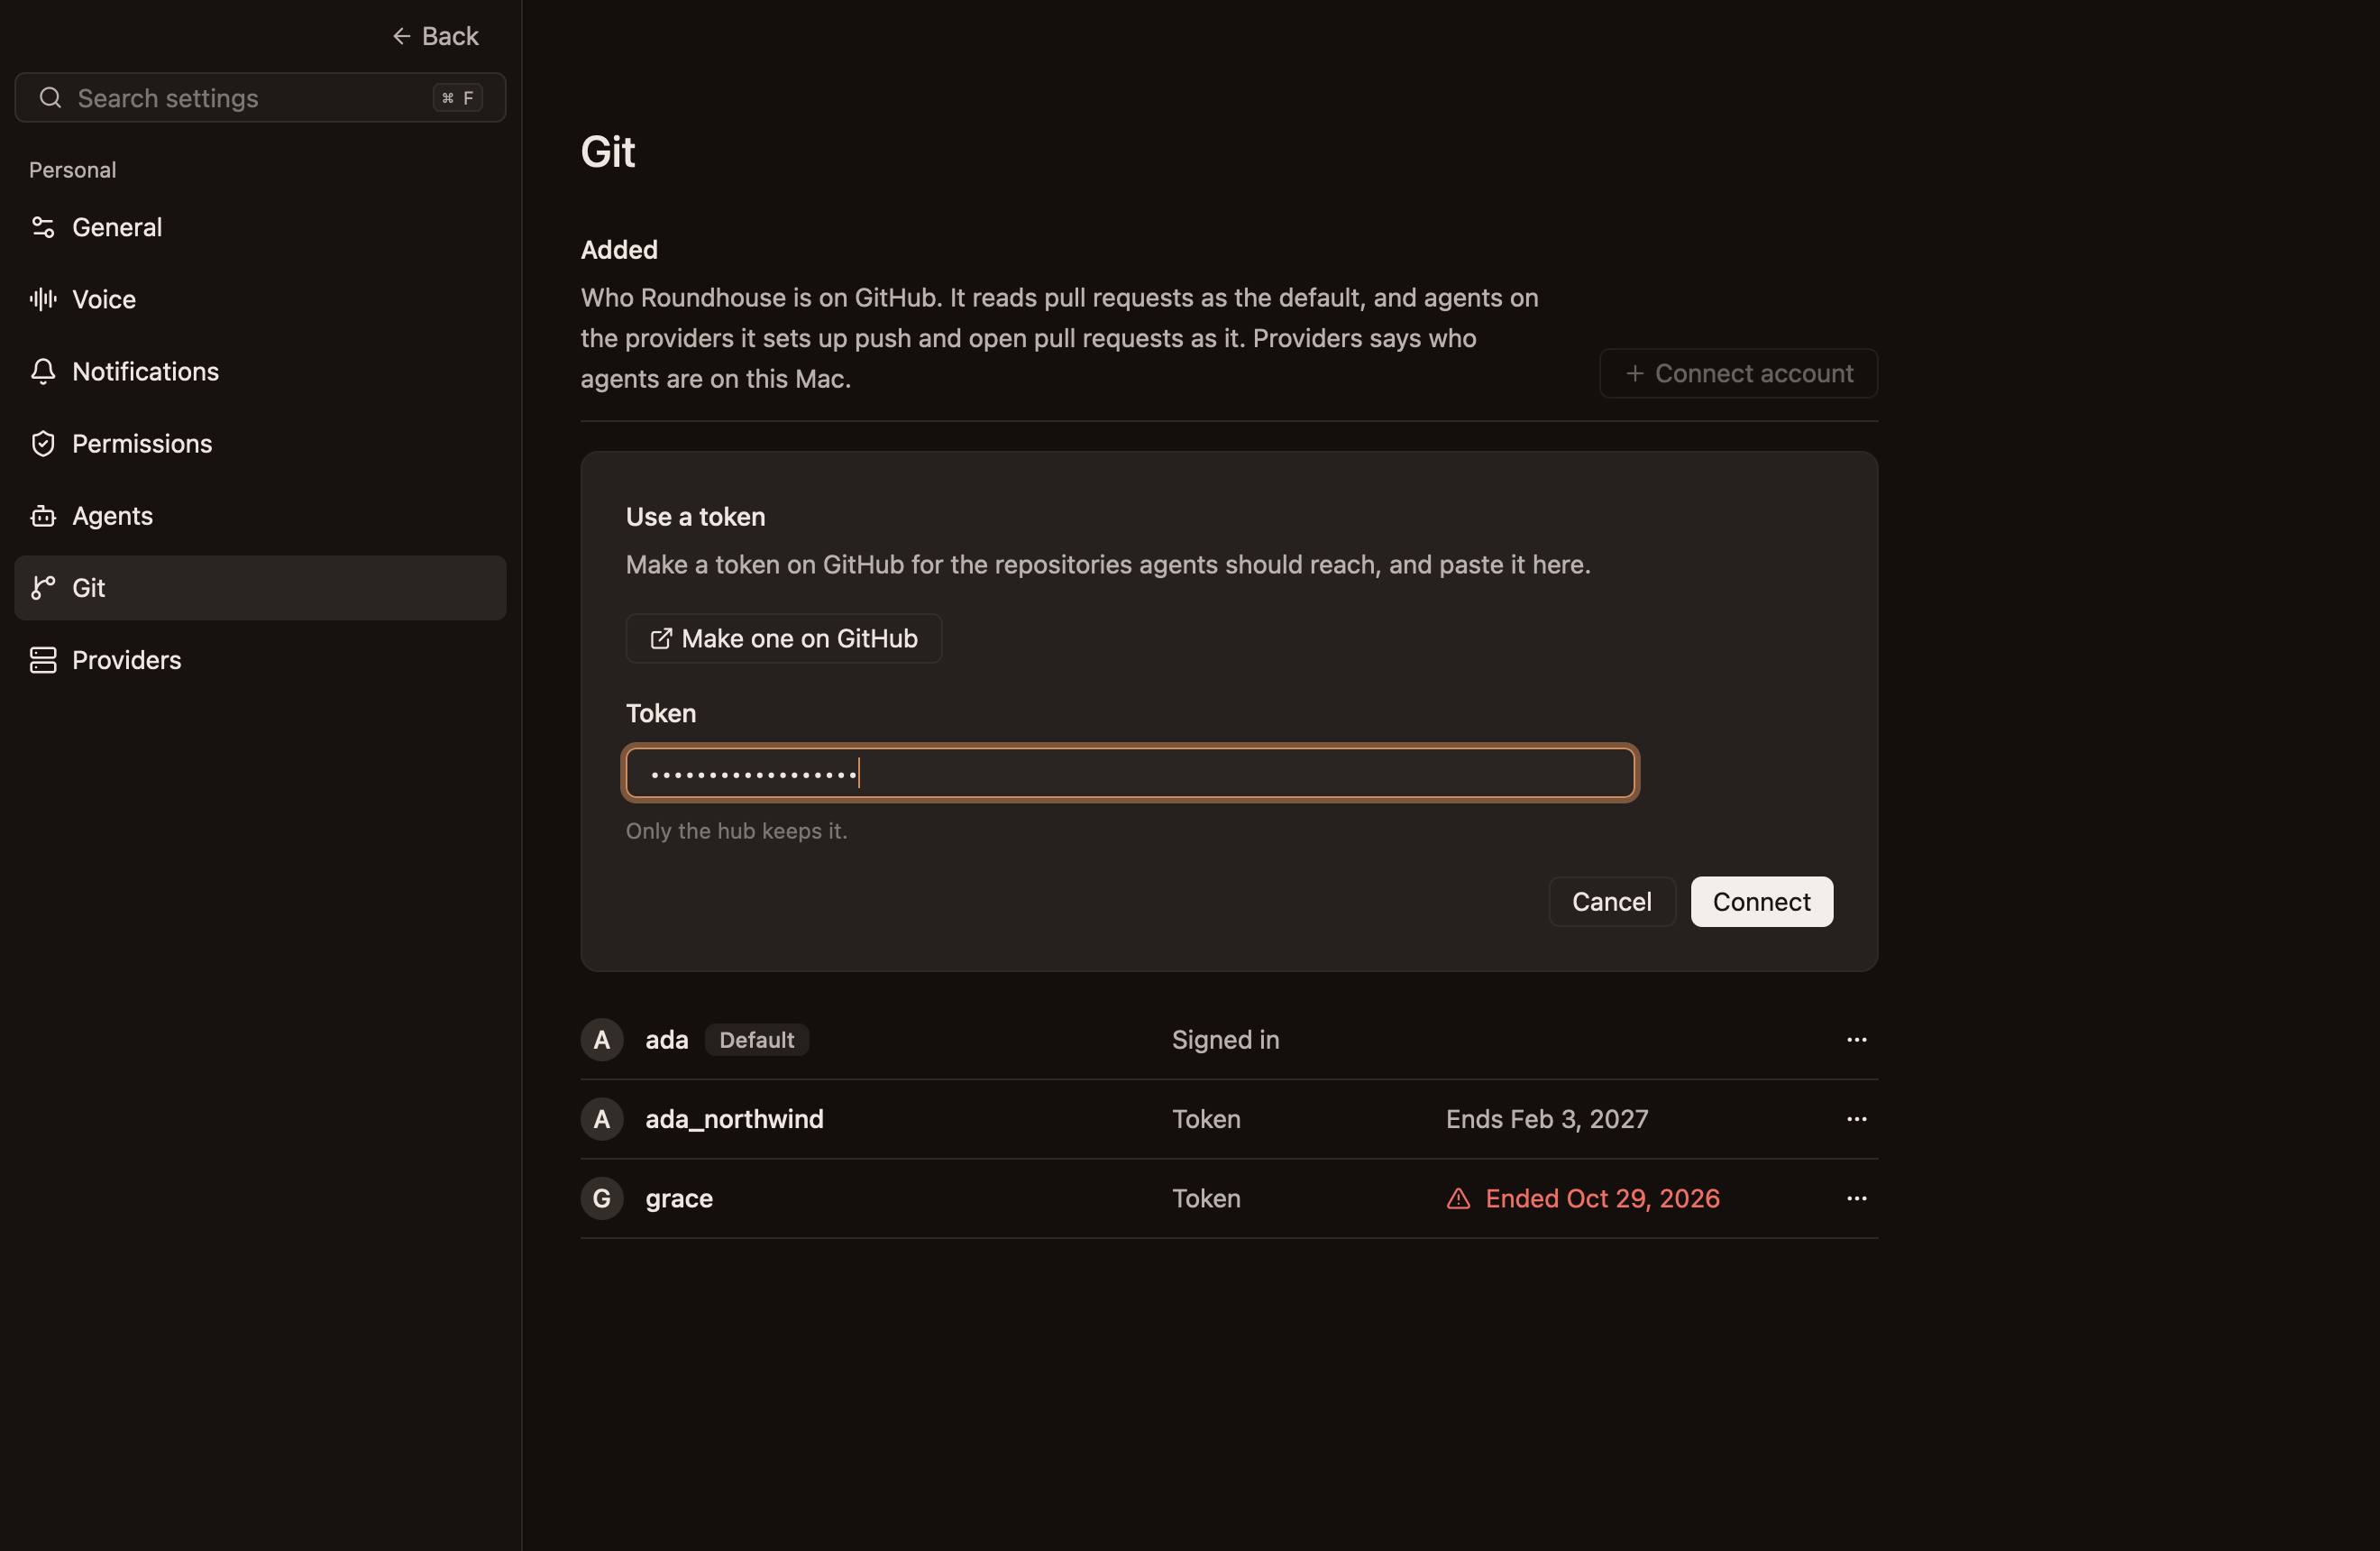 Back
Search settings
⌘ F
Personal
General
Voice
Notifications
Permissions
Agents
Git
Providers
Git
Added
Who Roundhouse is on GitHub. It reads pull requests as the default, and agents on
the providers it sets up push and open pull requests as it. Providers says who
agents are on this Mac.
Connect account
Use a token
Make a token on GitHub for the repositories agents should reach, and paste it here.
Make one on GitHub
Token
••••••••••••••••••
Only the hub keeps it.
Cancel
Connect
A ada Default Signed in
A ada_northwind Token Ends Feb 3, 2027
G grace Token Ended Oct 29, 2026